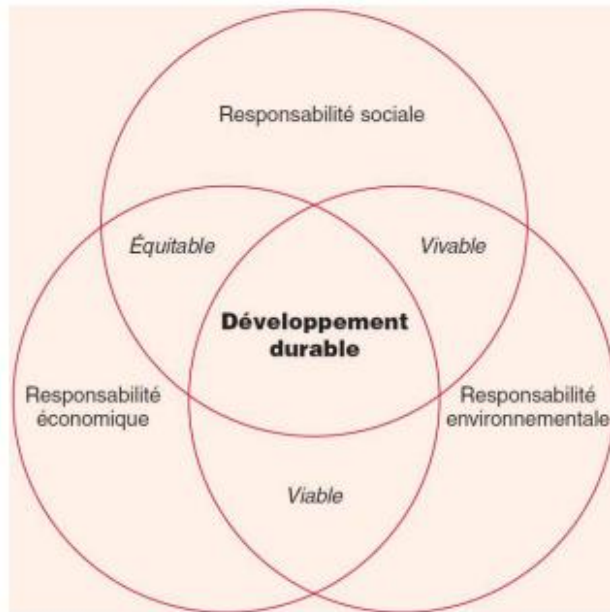 Responsabilité sociale
Équitable
Vivable
Développement
durable
Responsabilité
économique
Responsabilité
environnementale
Viable